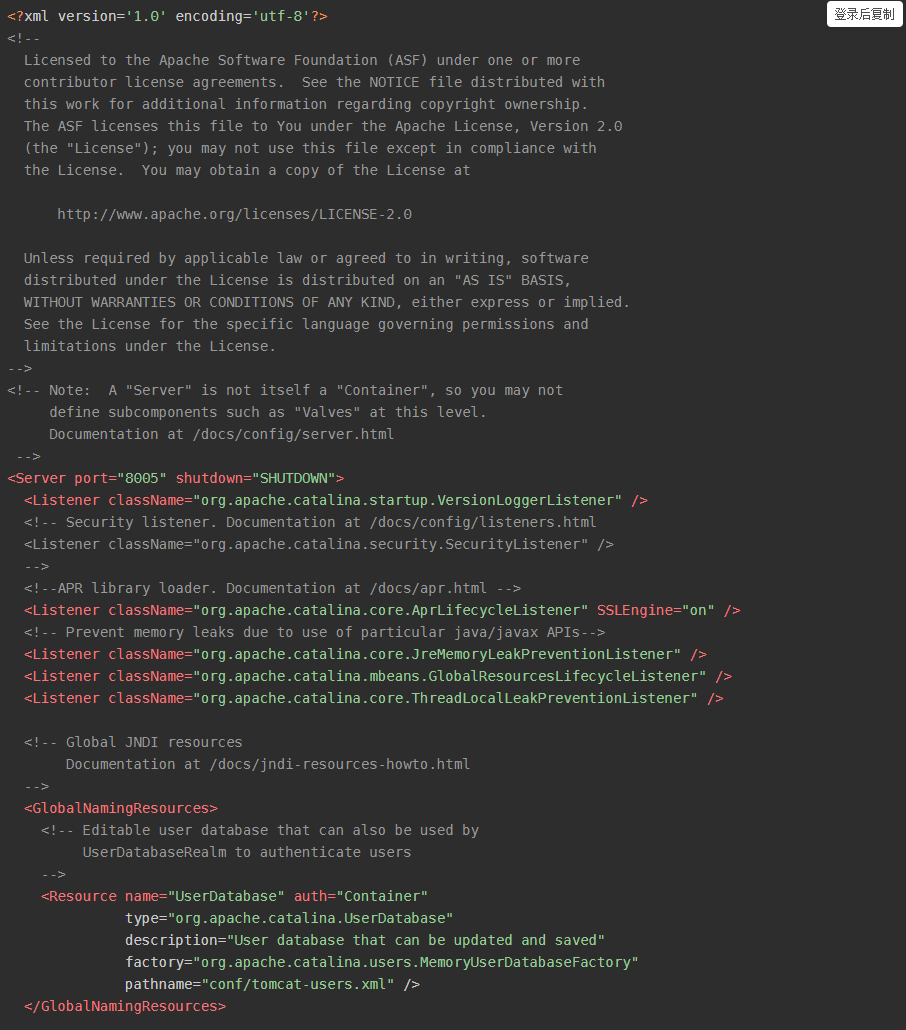 <?xml version='1.0' encoding='utf-8'?>
登录后复制
<!--
  Licensed to the Apache Software Foundation (ASF) under one or more
  contributor license agreements.  See the NOTICE file distributed with
  this work for additional information regarding copyright ownership.
  The ASF licenses this file to You under the Apache License, Version 2.0
  (the "License"); you may not use this file except in compliance with
  the License.  You may obtain a copy of the License at

      http://www.apache.org/licenses/LICENSE-2.0

  Unless required by applicable law or agreed to in writing, software
  distributed under the License is distributed on an "AS IS" BASIS,
  WITHOUT WARRANTIES OR CONDITIONS OF ANY KIND, either express or implied.
  See the License for the specific language governing permissions and
  limitations under the License.
-->
<!-- Note:  A "Server" is not itself a "Container", so you may not
     define subcomponents such as "Valves" at this level.
     Documentation at /docs/config/server.html
 -->
<Server port="8005" shutdown="SHUTDOWN">
  <Listener className="org.apache.catalina.startup.VersionLoggerListener" />
  <!-- Security listener. Documentation at /docs/config/listeners.html
  <Listener className="org.apache.catalina.security.SecurityListener" />
  -->
  <!--APR library loader. Documentation at /docs/apr.html -->
  <Listener className="org.apache.catalina.core.AprLifecycleListener" SSLEngine="on" />
  <!-- Prevent memory leaks due to use of particular java/javax APIs-->
  <Listener className="org.apache.catalina.core.JreMemoryLeakPreventionListener" />
  <Listener className="org.apache.catalina.mbeans.GlobalResourcesLifecycleListener" />
  <Listener className="org.apache.catalina.core.ThreadLocalLeakPreventionListener" />

  <!-- Global JNDI resources
       Documentation at /docs/jndi-resources-howto.html
  -->
  <GlobalNamingResources>
    <!-- Editable user database that can also be used by
         UserDatabaseRealm to authenticate users
    -->
    <Resource name="UserDatabase" auth="Container"
              type="org.apache.catalina.UserDatabase"
              description="User database that can be updated and saved"
              factory="org.apache.catalina.users.MemoryUserDatabaseFactory"
              pathname="conf/tomcat-users.xml" />
  </GlobalNamingResources>